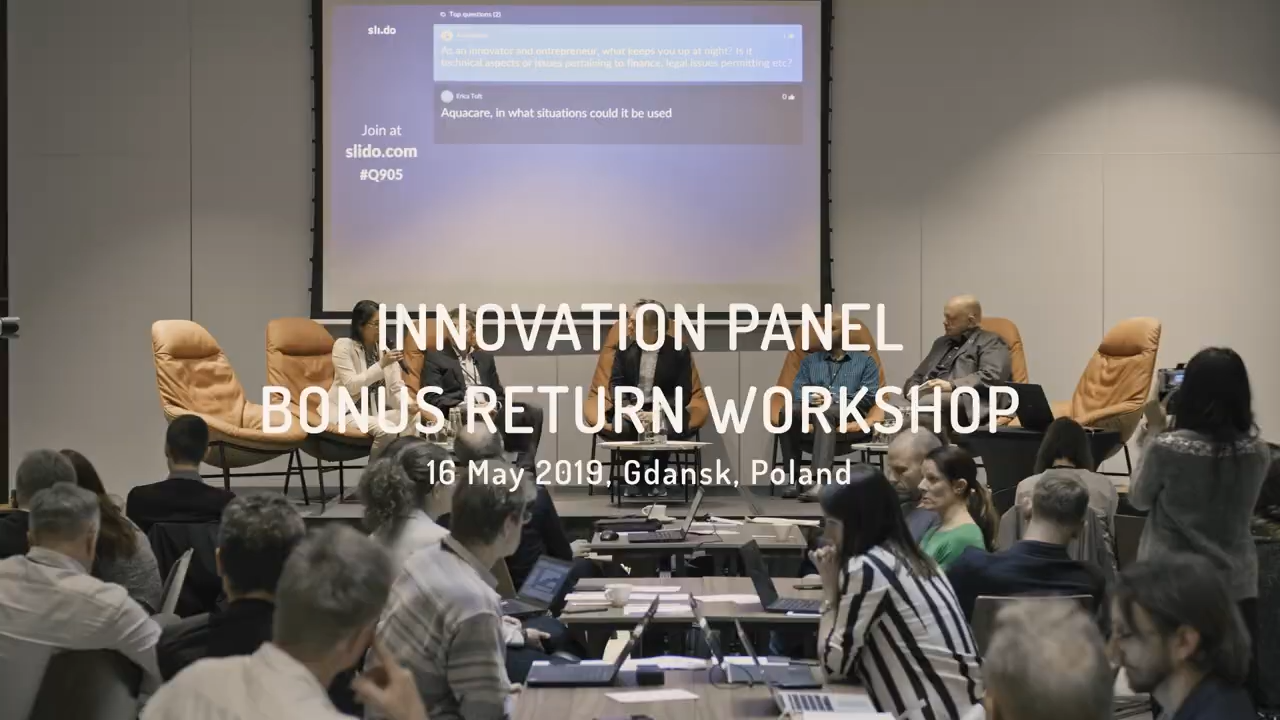 sli.do
Top questions (2)
As an innovator and entrepreneur, what keeps you up at night? Is it
technical aspects or issues pertaining to finance, legal issues permitting etc?
Erica Tuft
0
Aquacare, in what situations could it be used
Join at
slido.com
#Q905
INNOVATION PANEL
BONUS RETURN WORKSHOP
16 May 2019, Gdansk, Poland